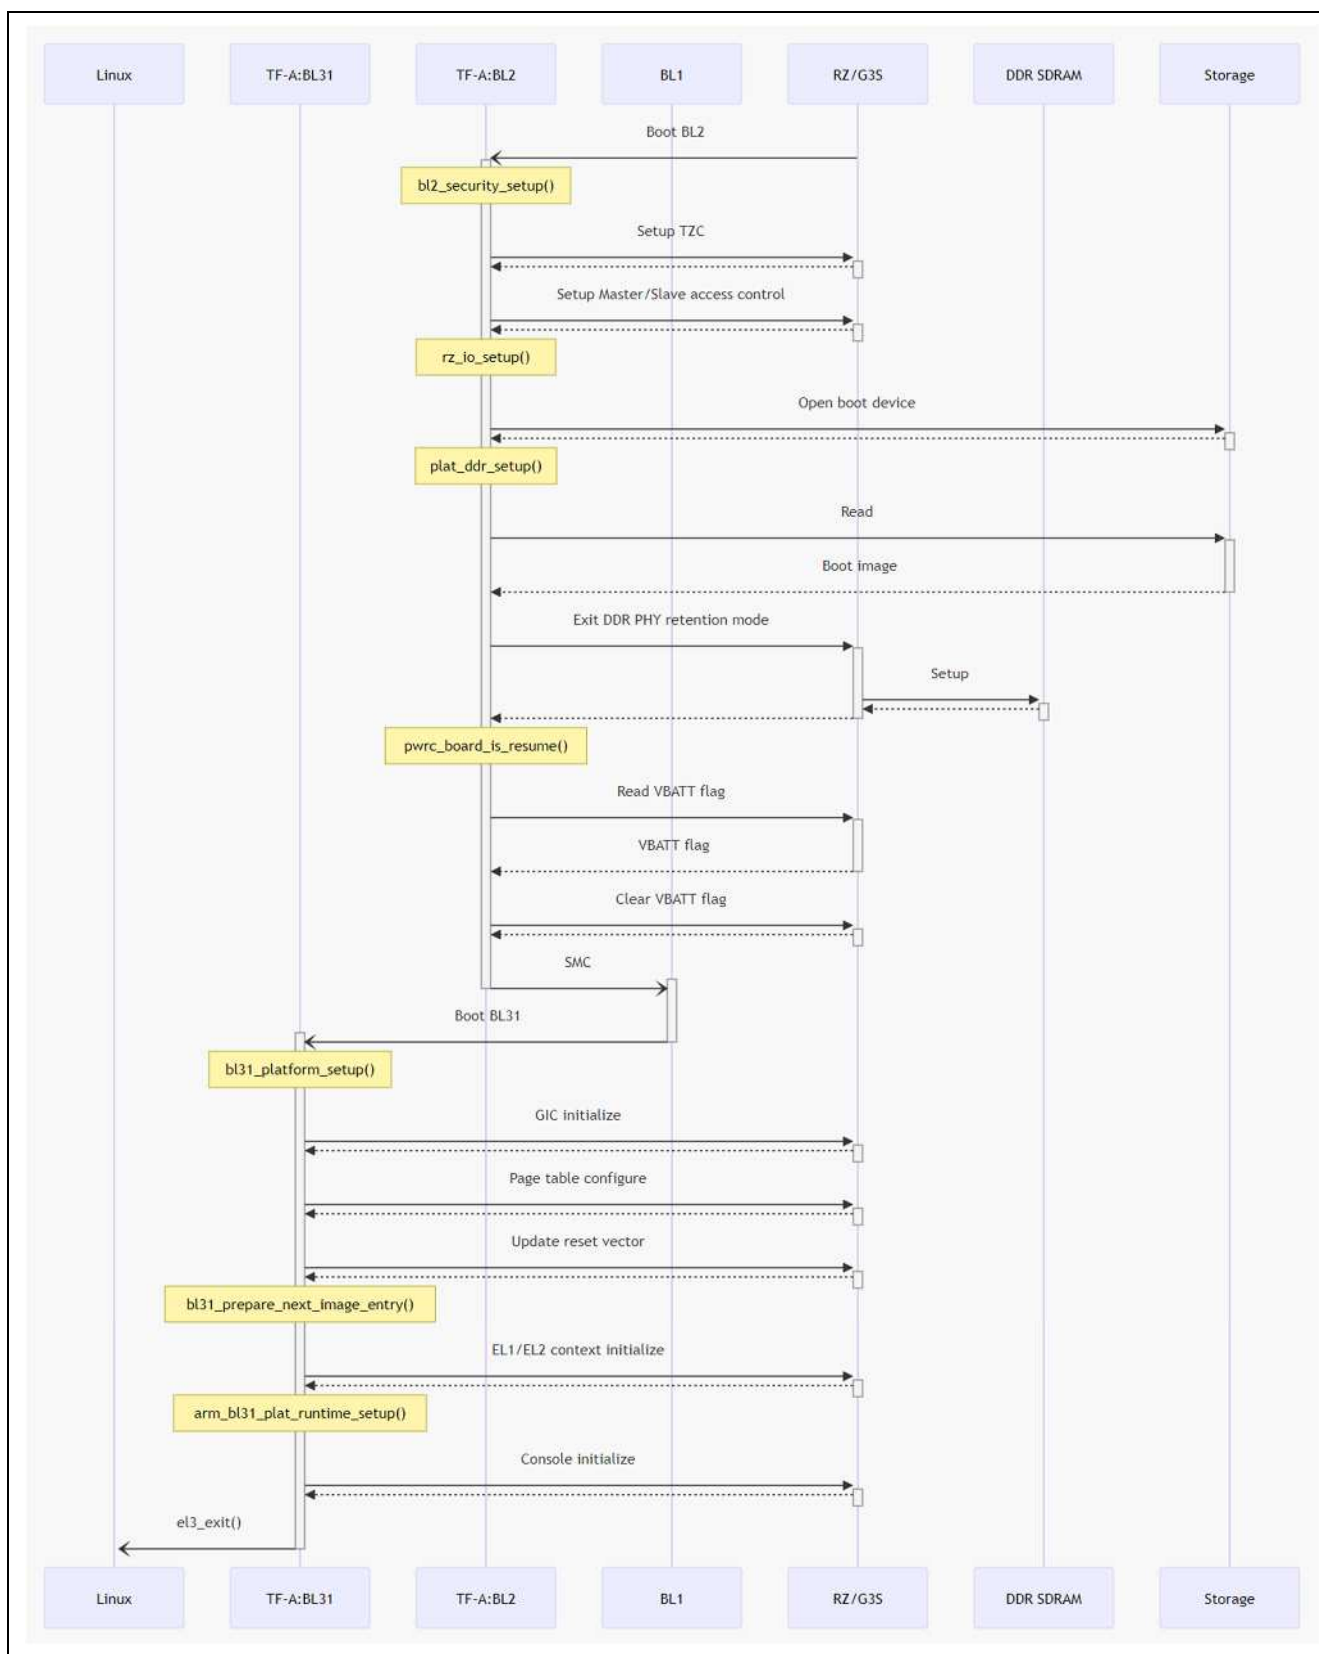 Linux
TF-A:BL31
TF-A:BL2
BL1
RZ/G3S
DDR SDRAM
Storage
Boot BL2
bl2_security_setup()
Setup TZC
Setup Master/Slave access control
rz_io_setup()
Open boot device
plat_ddr_setup()
Read
Boot image
Exit DDR PHY retention mode
Setup
pwrc_board_is_resume()
Read VBATT flag
VBATT flag
Clear VBATT flag
SMC
Boot BL31
bl31_platform_setup()
GIC initialize
Page table configure
Update reset vector
bl31_prepare_next_image_entry()
EL1/EL2 context initialize
arm_bl31_plat_runtime_setup()
Console initialize
el3_exit()
Linux
TF-A:BL31
TF-A:BL2
BL1
RZ/G3S
DDR SDRAM
Storage